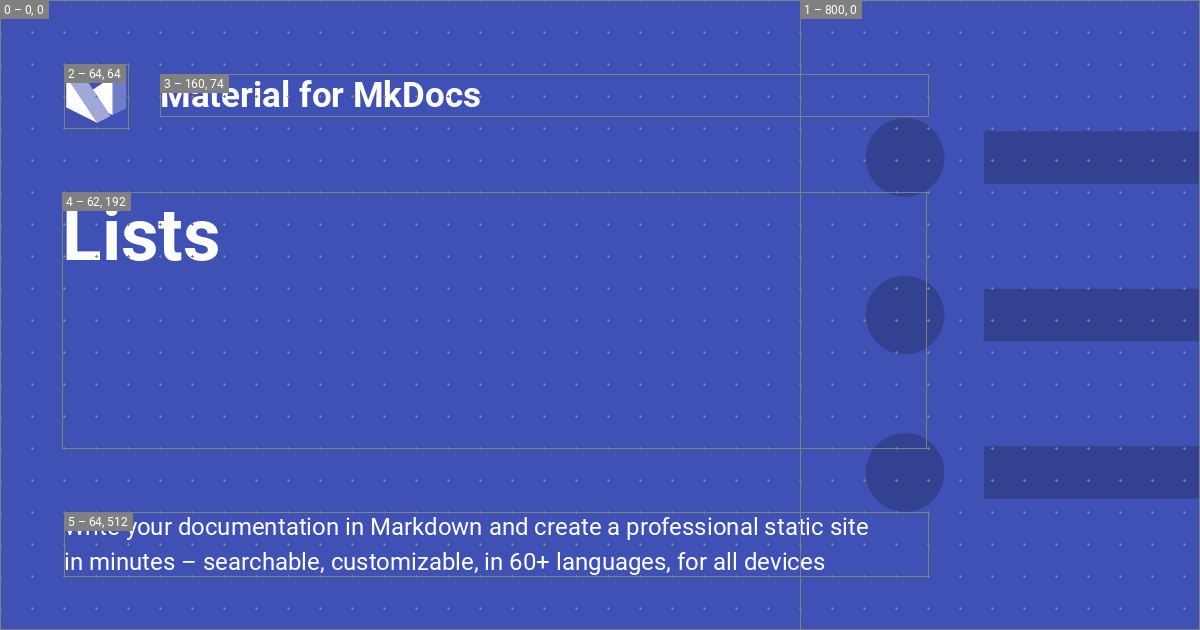 0 – 0, 0
1 – 800, 0
2 – 64, 64
3 – 160, 74
Material for MkDocs
4 – 62, 192
Lists
5 – 64, 512
Write your documentation in Markdown and create a professional static site
in minutes – searchable, customizable, in 60+ languages, for all devices